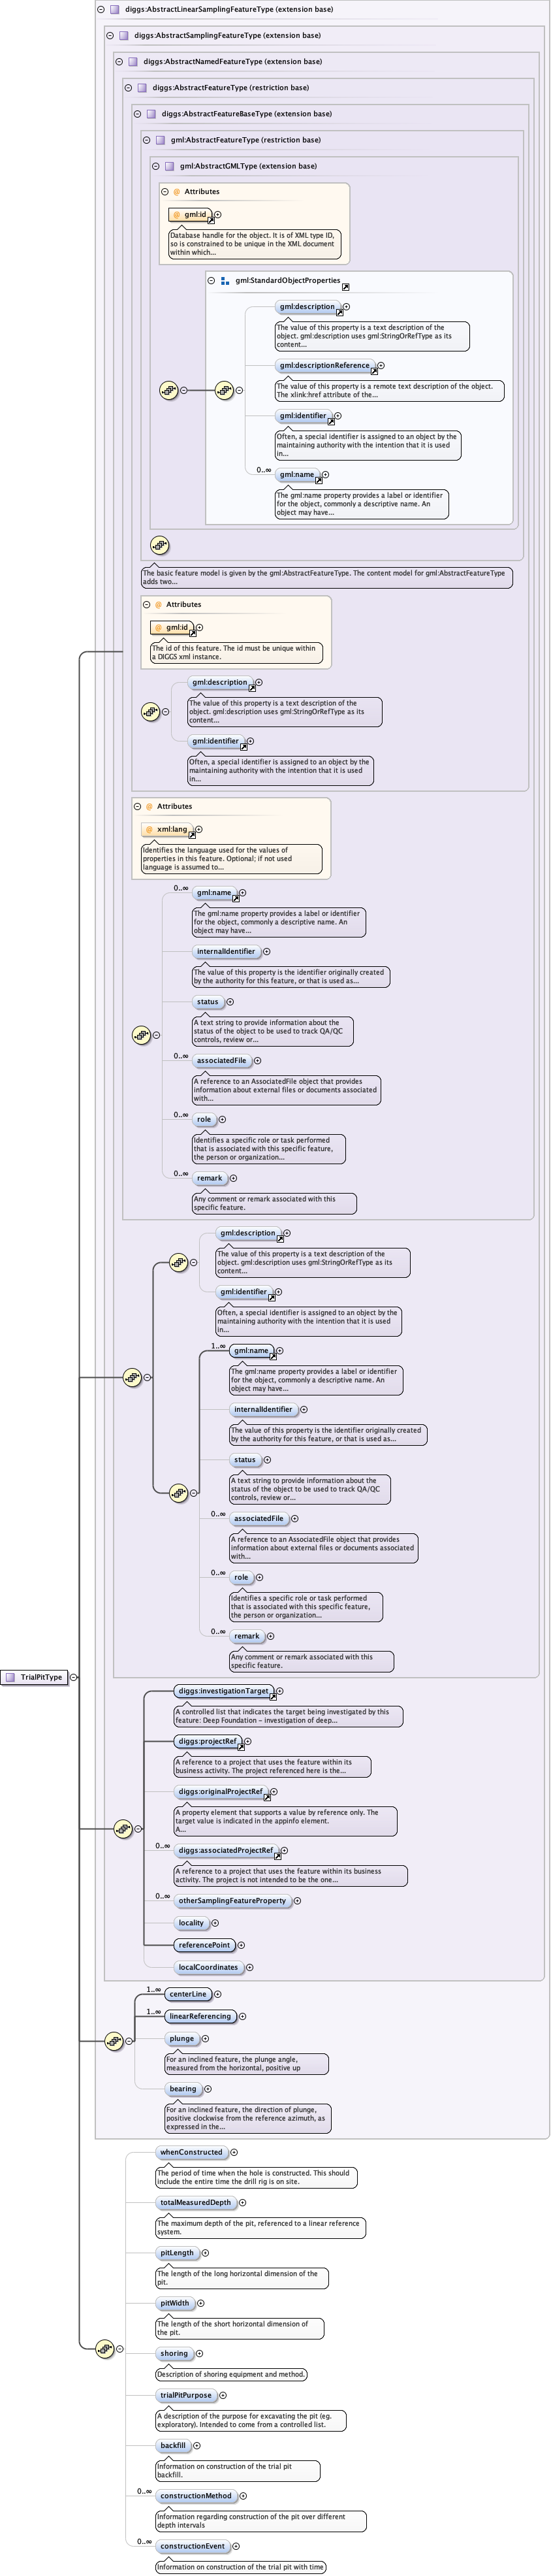 diggs:AbstractLinearSamplingFeatureType (extension base)
diggs:AbstractSamplingFeatureType (extension base)
diggs:AbstractNamedFeatureType (extension base)
diggs:AbstractFeatureType (restriction base)
diggs:AbstractFeatureBaseType (extension base)
gml:AbstractFeatureType (restriction base)
gml:AbstractGMLType (extension base)
@ Attributes
@ gml:id
Database handle for the object. It is of XML type ID,
so is constrained to be unique in the XML document
within which...
gml:StandardObjectProperties
gml:description
The value of this property is a text description of the
object. gml:description uses gml:StringOrRefType as its
content...
gml:descriptionReference
The value of this property is a remote text description of the object.
The xlink:href attribute of the...
gml:identifier
Often, a special identifier is assigned to an object by the
maintaining authority with the intention that it is used
in...
0..∞
gml:name
The gml:name property provides a label or identifier
for the object, commonly a descriptive name. An
object may have...
The basic feature model is given by the gml:AbstractFeatureType. The content model for gml:AbstractFeatureType
adds two...
@ Attributes
@ gml:id
The id of this feature. The id must be unique within
a DIGGS xml instance.
gml:description
The value of this property is a text description of the
object. gml:description uses gml:StringOrRefType as its
content...
gml:identifier
Often, a special identifier is assigned to an object by the
maintaining authority with the intention that it is used
in...
@ Attributes
@ xml:lang
Identifies the language used for the values of
properties in this feature. Optional; if not used
language is assumed to...
0..∞
gml:name
The gml:name property provides a label or identifier
for the object, commonly a descriptive name. An
object may have...
internalIdentifier
The value of this property is the identifier originally created
by the authority for this feature, or that is used as...
status
A text string to provide information about the
status of the object to be used to track QA/QC
controls, review or...
0..∞
associatedFile
A reference to an AssociatedFile object that provides
information about external files or documents associated
with...
0..∞
role
Identifies a specific role or task performed
that is associated with this specific feature,
the person or organization...
0..∞
remark
Any comment or remark associated with this
specific feature.
gml:description
The value of this property is a text description of the
object. gml:description uses gml:StringOrRefType as its
content...
gml:identifier
Often, a special identifier is assigned to an object by the
maintaining authority with the intention that it is used
in...
1..∞
gml:name
The gml:name property provides a label or identifier
for the object, commonly a descriptive name. An
object may have...
internalIdentifier
The value of this property is the identifier originally created
by the authority for this feature, or that is used as...
status
A text string to provide information about the
status of the object to be used to track QA/QC
controls, review or...
0..∞
associatedFile
A reference to an AssociatedFile object that provides
information about external files or documents associated
with...
0..∞
role
Identifies a specific role or task performed
that is associated with this specific feature,
the person or organization...
0..∞
remark
Any comment or remark associated with this
specific feature.
TrialPitType
diggs:investigationTarget
A controlled list that indicates the target being investigated by this
feature: Deep Foundation – investigation of deep...
diggs:projectRef
A reference to a project that uses the feature within its
business activity. The project referenced here is the...
diggs:originalProjectRef
A property element that supports a value by reference only. The
target value is indicated in the appinfo element.
A...
0..∞
diggs:associatedProjectRef
A reference to a project that uses the feature within its business
activity. The project is not intended to be the one...
0..∞
otherSamplingFeatureProperty
locality
referencePoint
localCoordinates
1..∞
centerLine
1..∞
linearReferencing
plunge
For an inclined feature, the plunge angle,
measured from the horizontal, positive up
bearing
For an inclined feature, the direction of plunge,
positive clockwise from the reference azimuth, as
expressed in the...
whenConstructed
The period of time when the hole is constructed. This should
include the entire time the drill rig is on site.
totalMeasuredDepth
The maximum depth of the pit, referenced to a linear reference
system.
pitLength
The length of the long horizontal dimension of the
pit.
pitWidth
The length of the short horizontal dimension of
the pit.
shoring
Description of shoring equipment and method.
trialPitPurpose
A description of the purpose for excavating the pit (eg.
exploratory). Intended to come from a controlled list.
backfill
Information on construction of the trial pit
backfill.
0..∞
constructionMethod
Information regarding construction of the pit over different
depth intervals
0..∞
constructionEvent
Information on construction of the trial pit with time